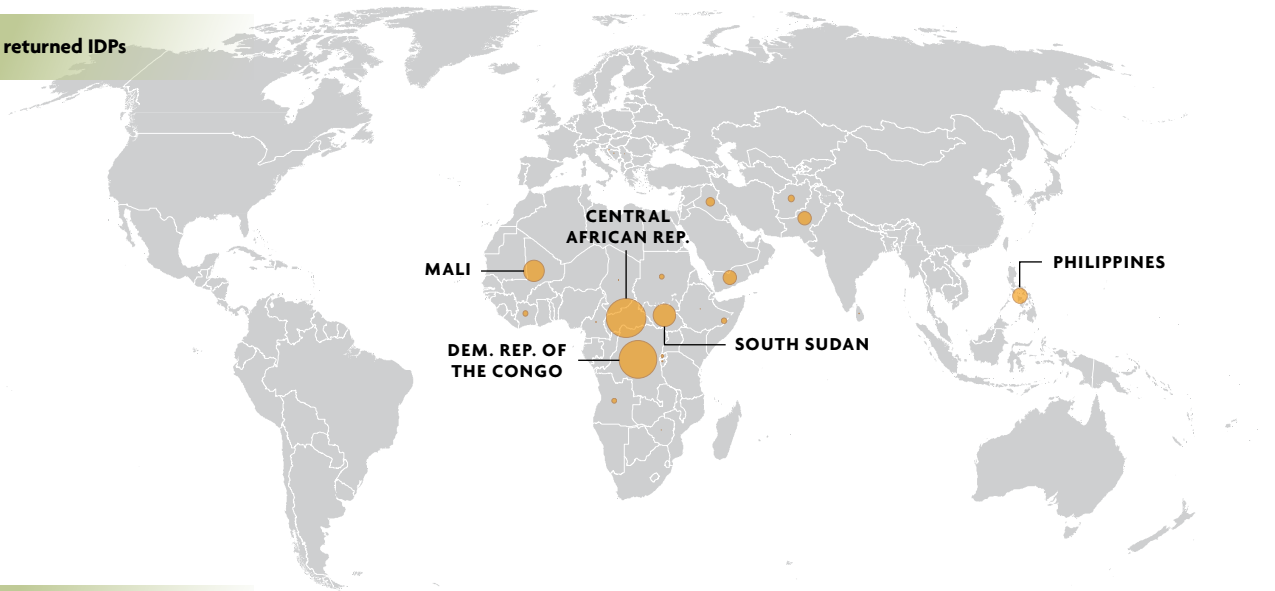 returned IDPs
CENTRAL
AFRICAN REP.
MALI
PHILIPPINES
SOUTH SUDAN
DEM. REP. OF
THE CONGO